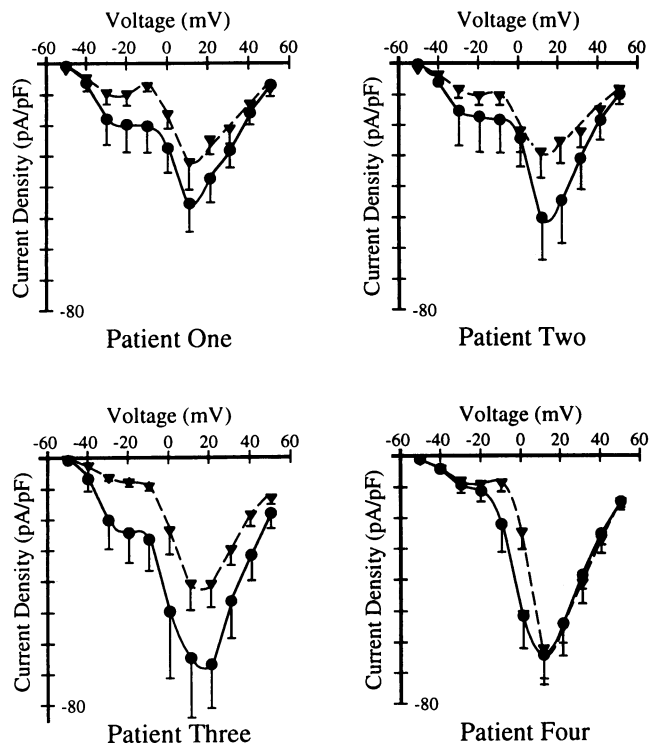 Voltage (mV)
-60 -40 -20 0 20 40 60
Current Density (pA/pF)
-80
Patient One
Voltage (mV)
-60 -40 -20 0 20 40 60
Current Density (pA/pF)
-80
Patient Two
Voltage (mV)
-60 -40 -20 0 20 40 60
Current Density (pA/pF)
-80
Patient Three
Voltage (mV)
-60 -40 -20 0 20 40 60
Current Density (pA/pF)
-80
Patient Four